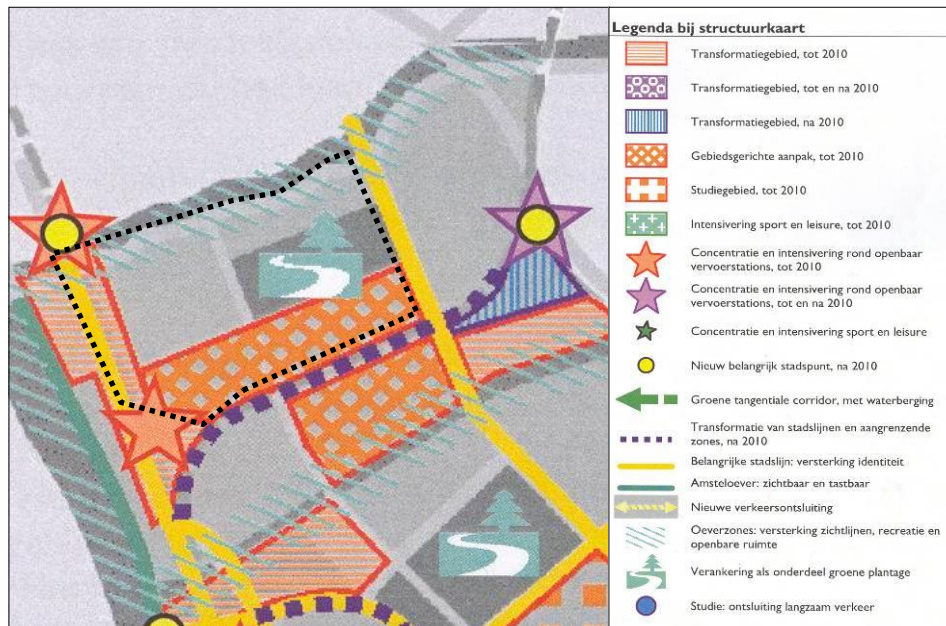 Legenda bij structuurkaart
Transformatiegebied, tot 2010
Transformatiegebied, tot en na 2010
Transformatiegebied, na 2010
Gebiedsgerichte aanpak, tot 2010
Studiegebied, tot 2010
Intensivering sport en leisure, tot 2010
Concentratie en intensivering rond openbaar
vervoerstations, tot 2010
Concentratie en intensivering rond openbaar
vervoerstations, tot en na 2010
Concentratie en intensivering sport en leisure
Nieuw belangrijk stadspunt, na 2010
Groene tangentiale corridor, met waterberging
Transformatie van stadslijnen en aangrenzende
zones, na 2010
Belangrijke stadslijn: versterking identiteit
Amsteloever: zichtbaar en tastbaar
Nieuwe verkeersontsluiting
Oeverzones: versterking zichtlijnen, recreatie en
openbare ruimte
Verankering als onderdeel groene plantage
Studie: ontsluiting langzaam verkeer